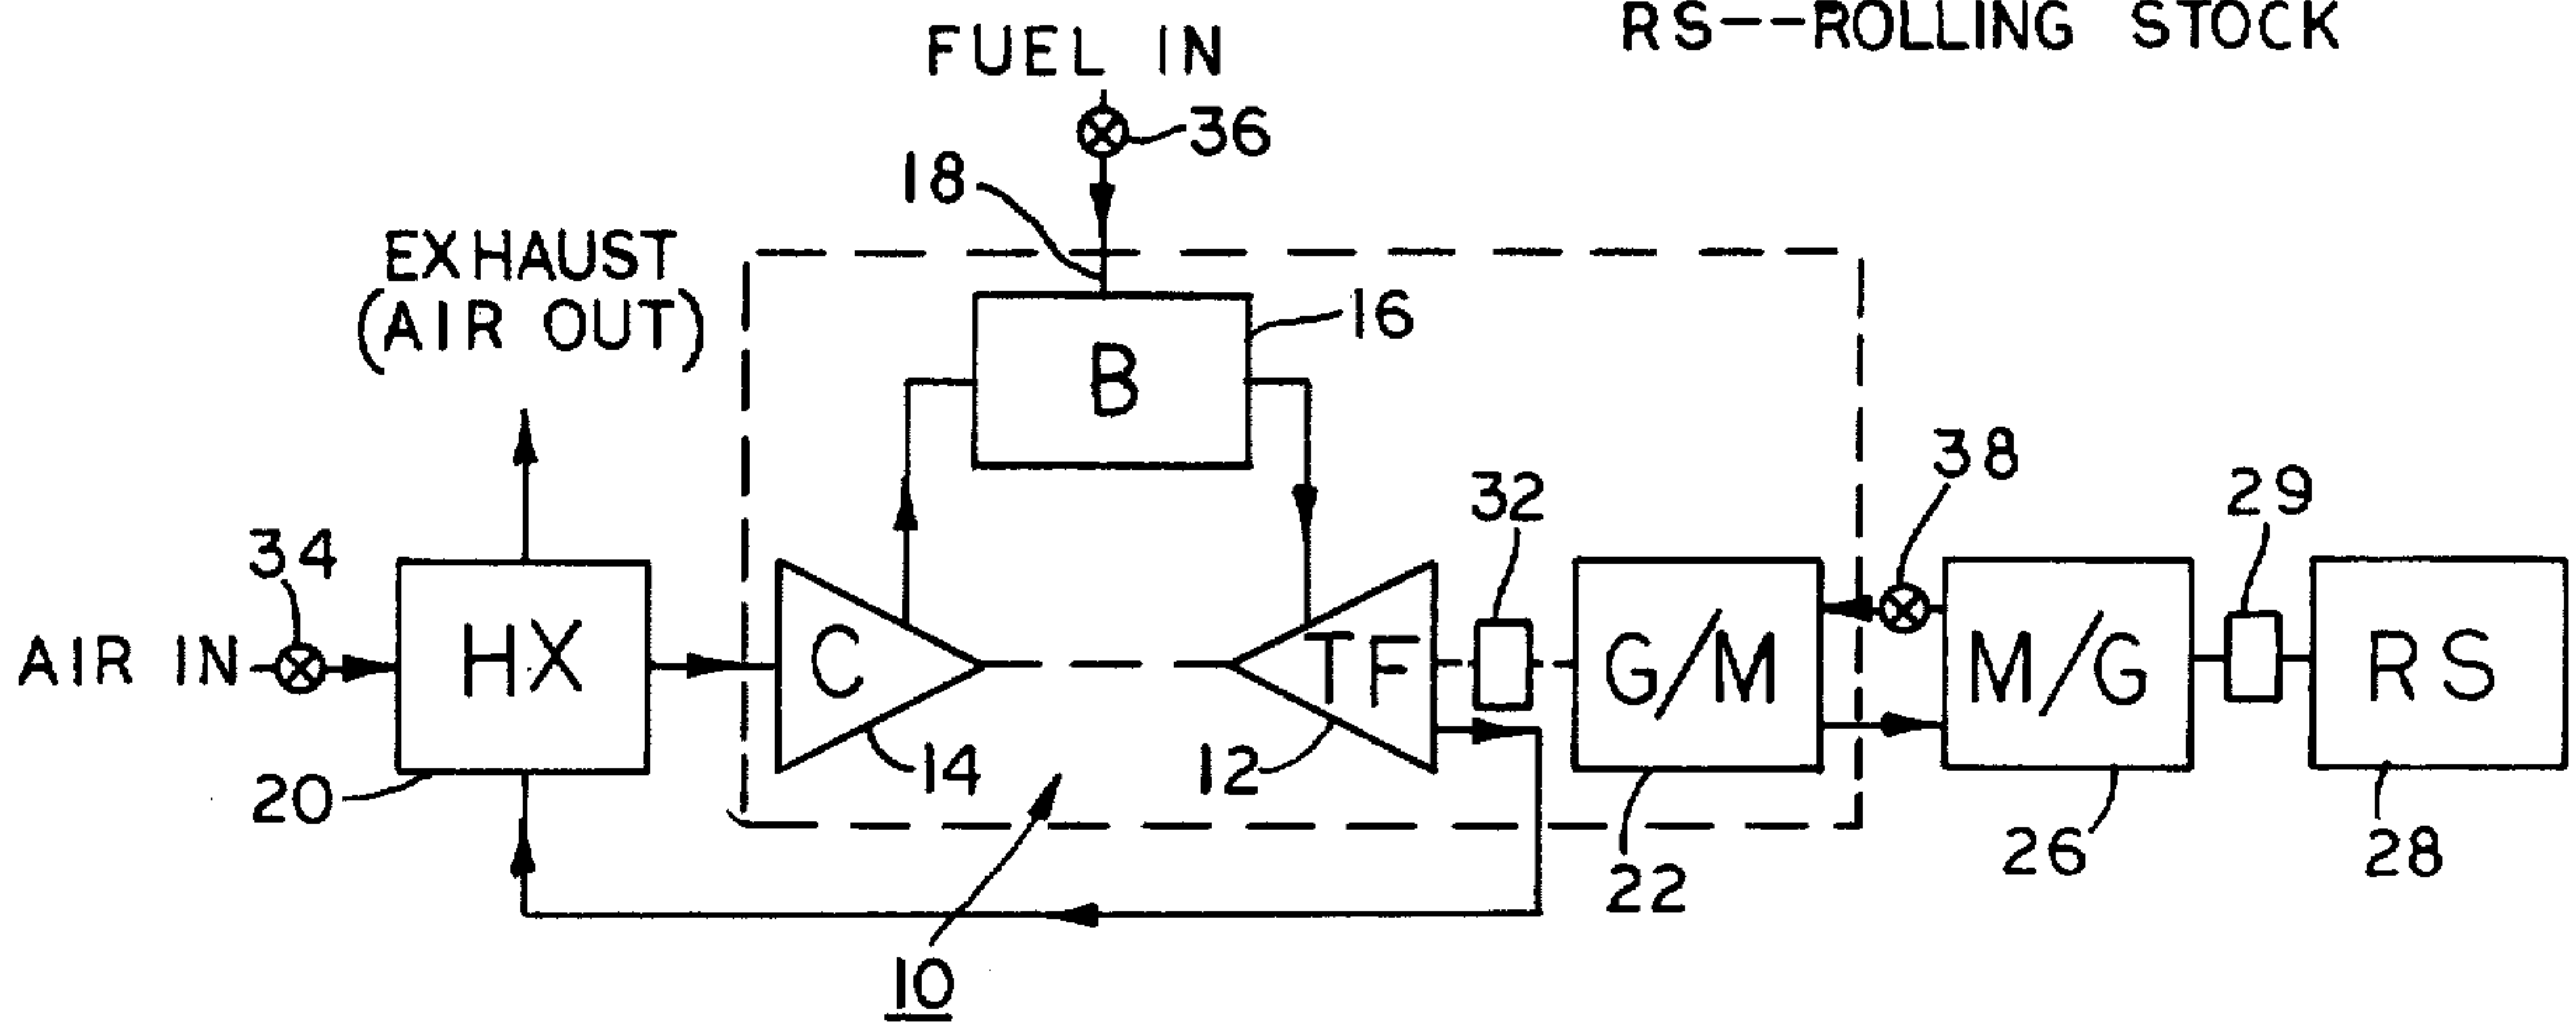 RS--ROLLING STOCK
FUEL IN
36
18
EXHAUST
(AIR OUT)
16
B
38
32
29
34
AIR IN
HX
C
TF
G/M
M/G
RS
14
12
20
26
28
22
10